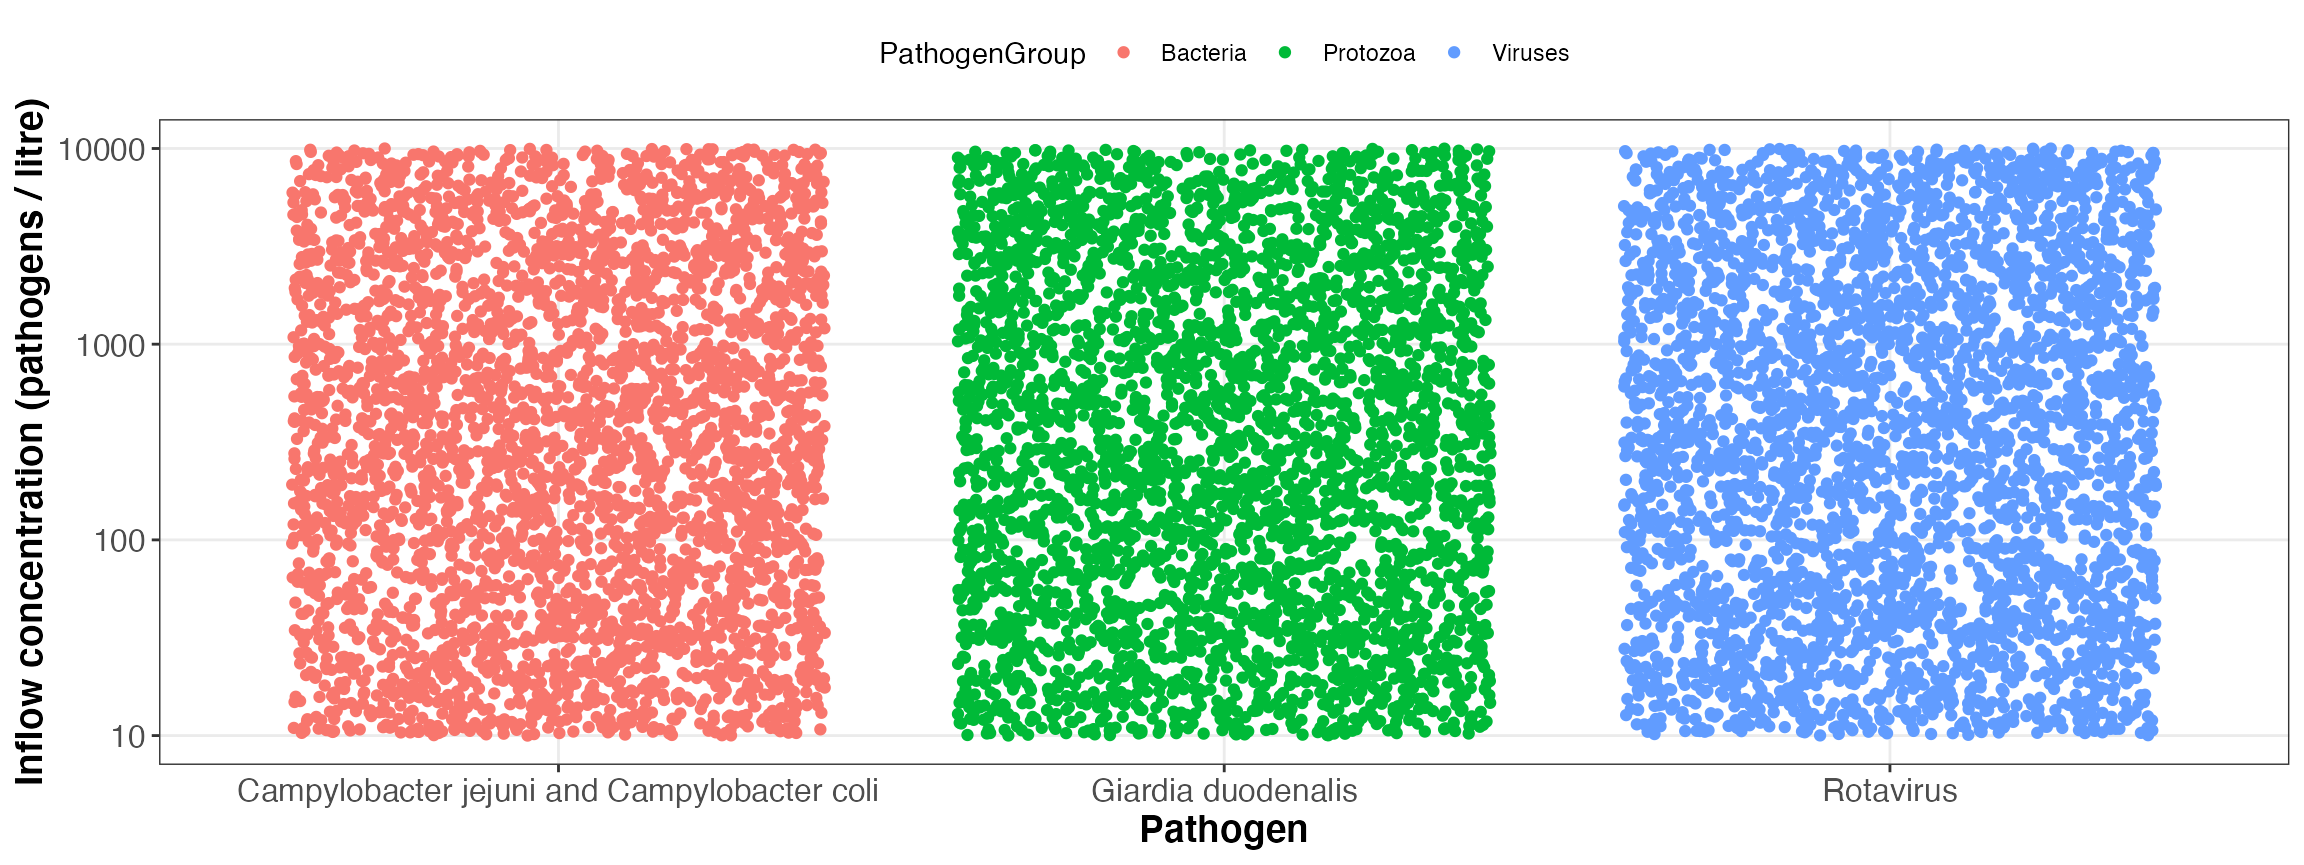 PathogenGroup Bacteria Protozoa Viruses
Inflow concentration (pathogens / litre)
10000
1000
100
10
Campylobacter jejuni and Campylobacter coli Giardia duodenalis Rotavirus
Pathogen